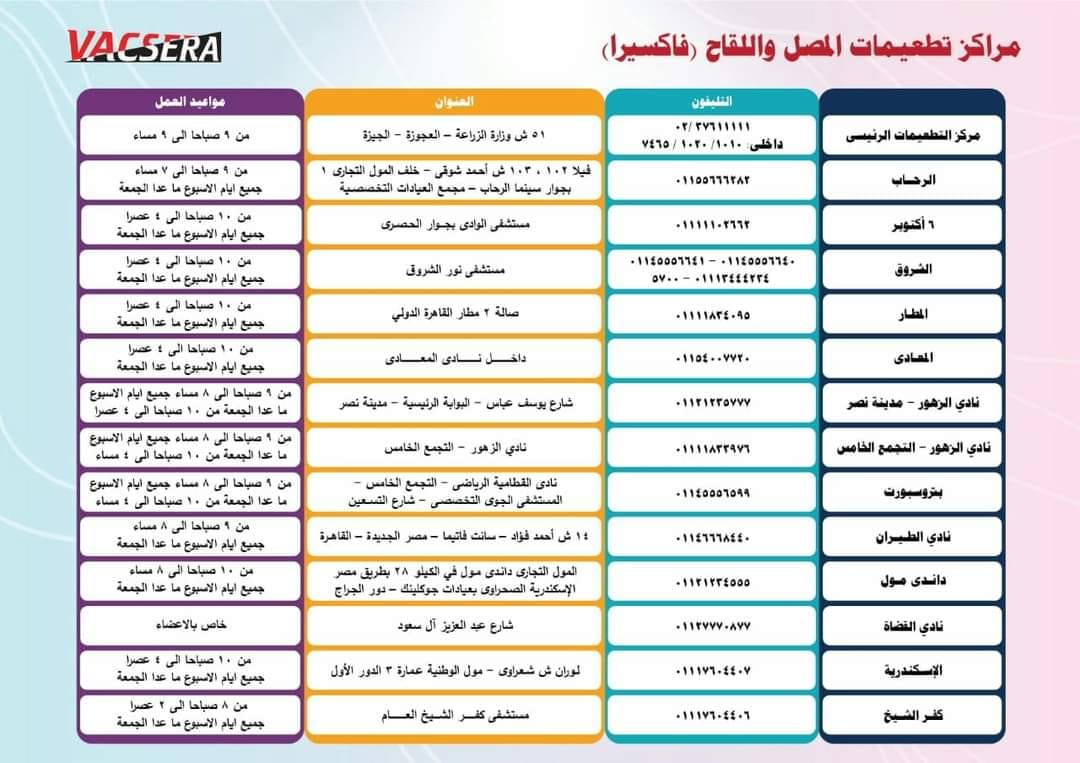 VACSERA
مراكز تطعيمات المصل واللقاح (فاكسيرا)
التليفون
العنوان
مواعيد العمل
مركز التطعيمات الرئيسى
٠٢/ ٣٧٦١١١١١
داخلى: ١٠١٠/ ١٠٢٠ / ٧٤٦٥
٥١ ش وزارة الزراعة – العجوزة – الجيزة
من ٩ صباحا الى ٩ مساء
الرحاب
٠١١٥٥٦٦٦٢٨٢
فيلا ١٠٢ ، ١٠٣ ش أحمد شوقى – خلف المول التجارى ١
بجوار سينما الرحاب – مجمع العيادات التخصصية
من ٩ صباحا الى ٧ مساء
جميع ايام الاسبوع ما عدا الجمعة
٦ أكتوبر
٠١١١١١٠٢٦٦٢
مستشفى الوادى بجوار الحصرى
من ١٠ صباحا الى ٤ عصرا
جميع ايام الاسبوع ما عدا الجمعة
الشروق
٠١١٤٥٥٥٦٦٤٠ – ٠١١٤٥٥٥٦٦٤١
٠١١١٣٤٤٤٢٣٤ – ٥٧٠٠
مستشفى نور الشروق
من ١٠ صباحا الى ٤ عصرا
جميع ايام الاسبوع ما عدا الجمعة
المطار
٠١١١١٨٣٤٠٩٥
صالة ٢ مطار القاهرة الدولي
من ١٠ صباحا الى ٤ عصرا
جميع ايام الاسبوع ما عدا الجمعة
المعادى
٠١١٥٤٠٠٧٧٢٠
داخـــل نـــادى المعـــادى
من ١٠ صباحا الى ٤ عصرا
جميع ايام الاسبوع ما عدا الجمعة
نادي الزهور – مدينة نصر
٠١١٢١٢٣٥٧٧٧
شارع يوسف عباس – البوابة الرئيسية – مدينة نصر
من ٩ صباحا الى ٨ مساء جميع ايام الاسبوع
ما عدا الجمعة من ١٠ صباحا الى ٤ عصرا
نادي الزهور – التجمع الخامس
٠١١١١٨٣٣٩٧٦
نادي الزهور – التجمع الخامس
من ٩ صباحا الى ٨ مساء جميع ايام الاسبوع
ما عدا الجمعة من ١٠ صباحا الى ٤ مساء
بتروسبورت
٠١١٤٥٥٥٦٥٩٩
نادى القطامية الرياضى – التجمع الخامس –
المستشفى الجوى التخصصى – شارع التسعين
من ٩ صباحا الى ٨ مساء جميع ايام الاسبوع
ما عدا الجمعة من ١٠ صباحا الى ٤ مساء
نادي الطيـران
٠١١٤٦٦٦٨٤٤٠
١٤ ش أحمد فؤاد – سانت فاتيما – مصر الجديدة – القاهرة
من ٩ صباحا الى ٨ مساء
جميع ايام الاسبوع ما عدا الجمعة
داندى مول
٠١١٢١٢٣٤٥٥٥
المول التجارى داندى مول في الكيلو ٢٨ بطريق مصر
الإسكندرية الصحراوى بعيادات جوكلينك – دور الجراج
من ١٠ صباحا الى ٨ مساء
جميع ايام الاسبوع ما عدا الجمعة
نادي القضاة
٠١١٢٧٧٧٠٨٧٧
شارع عبد العزيز آل سعود
خاص بالاعضاء
الإسكندرية
٠١١١٧٦٠٤٤٠٧
لوران ش شعراوى – مول الوطنية عمارة ٣ الدور الأول
من ١٠ صباحا الى ٤ عصرا
جميع ايام الاسبوع ما عدا الجمعة
كفر الشيخ
٠١١١٧٦٠٤٤٠٦
مستشفى كفـــر الشيـخ العـــام
من ٨ صباحا الى ٢ عصرا
جميع ايام الاسبوع ما عدا الجمعة